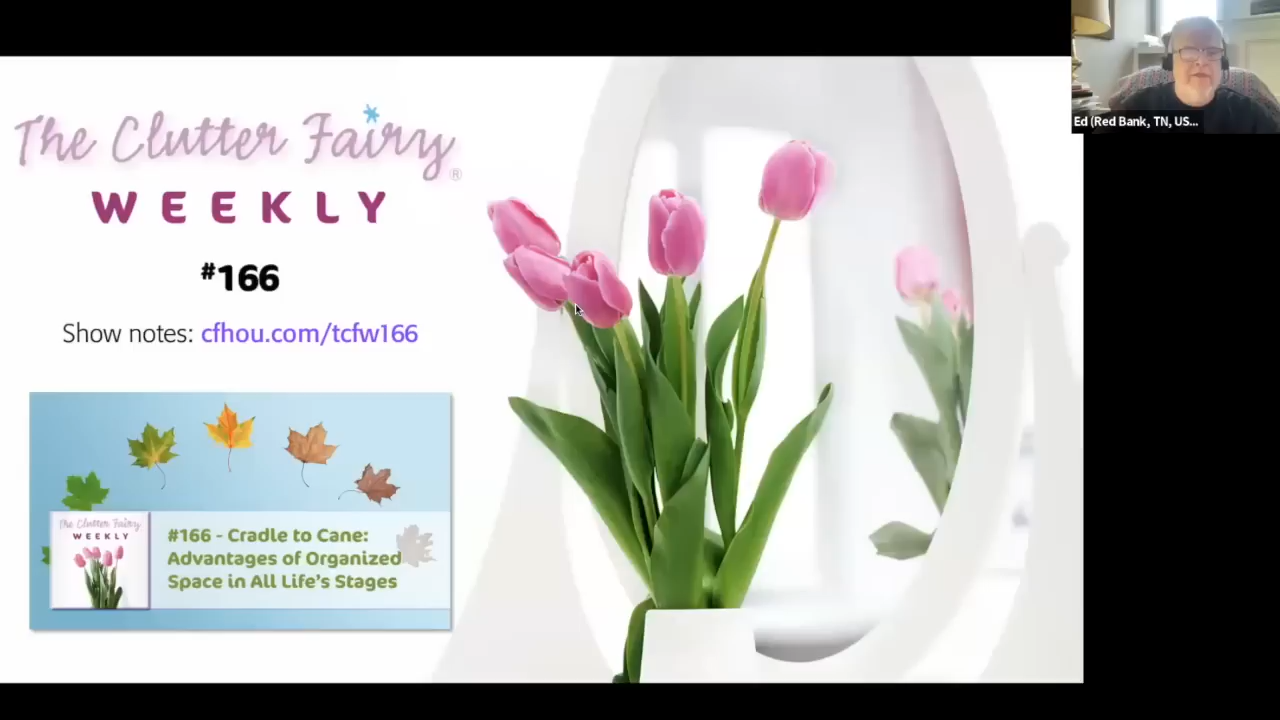 The Clutter Fairy®
WEEKLY
#166
Show notes: cfhou.com/tcfw166
The Clutter Fairy
WEEKLY
#166 - Cradle to Cane:
Advantages of Organized
Space in All Life's Stages
Ed (Red Bank, TN, US...